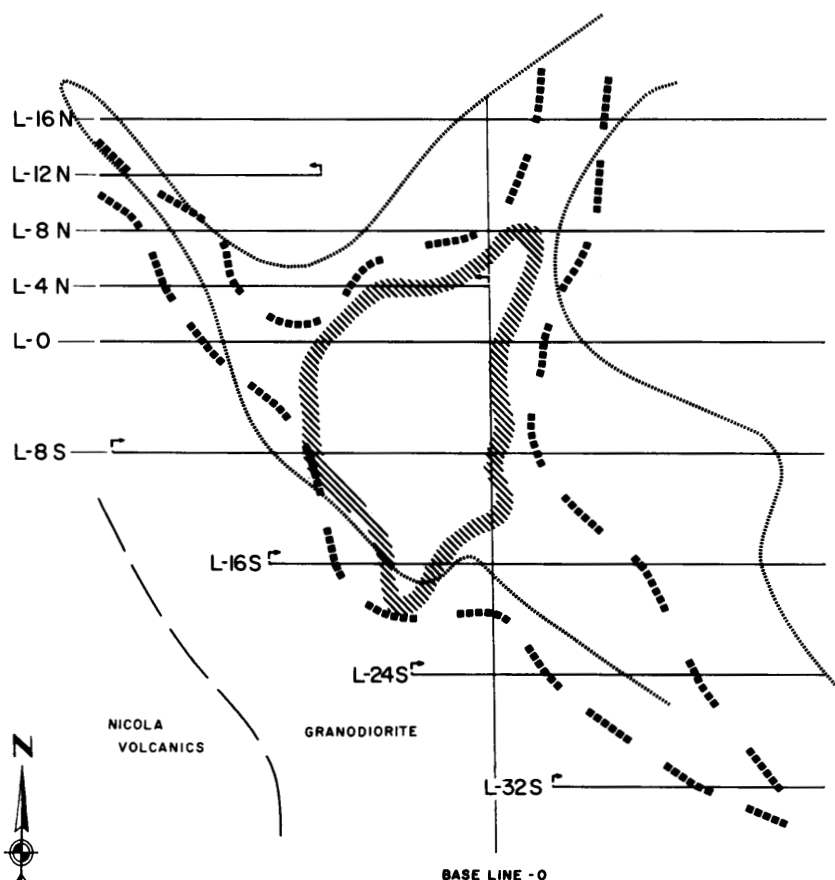 L-16N
L-12N
L-8N
L-4N
L-0
L-8S
L-16S
L-24S
NICOLA
VOLCANICS
GRANODIORITE
N
L-32S
BASE LINE - 0